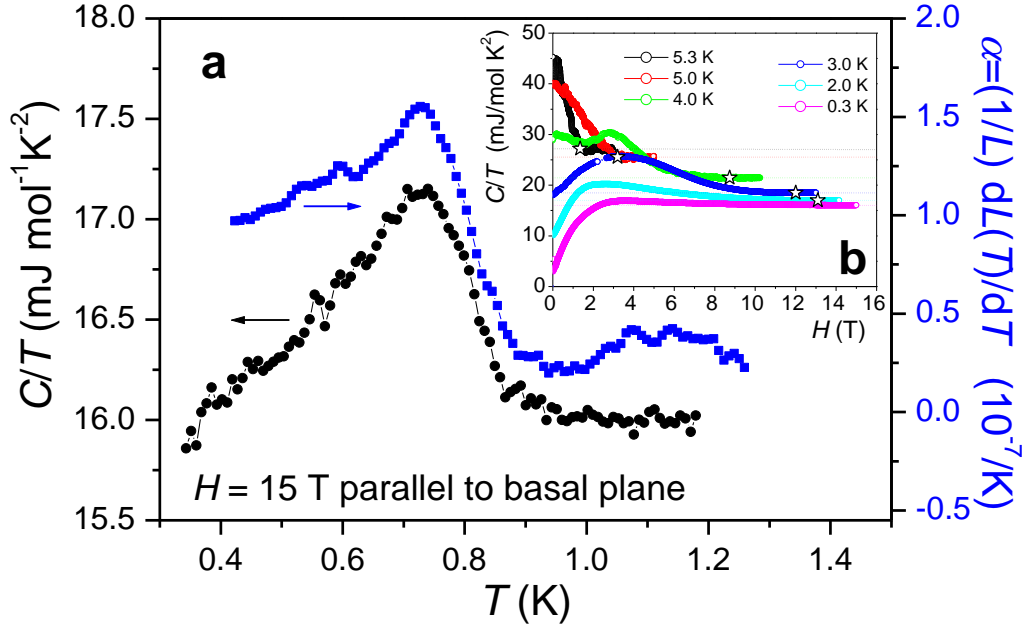 a
C/T (mJ mol⁻¹K⁻²)
18.0
17.5
17.0
16.5
16.0
15.5
0.4 0.6 0.8 1.0 1.2 1.4
T (K)
H = 15 T parallel to basal plane
2.0
1.5
1.0
0.5
0.0
-0.5
α=(1/L) dL(T)/dT (10⁻⁷/K)
b
C/T (mJ/mol K²)
50
40
30
20
10
0
0 2 4 6 8 10 12 14 16
H (T)
5.3 K
5.0 K
4.0 K
3.0 K
2.0 K
0.3 K